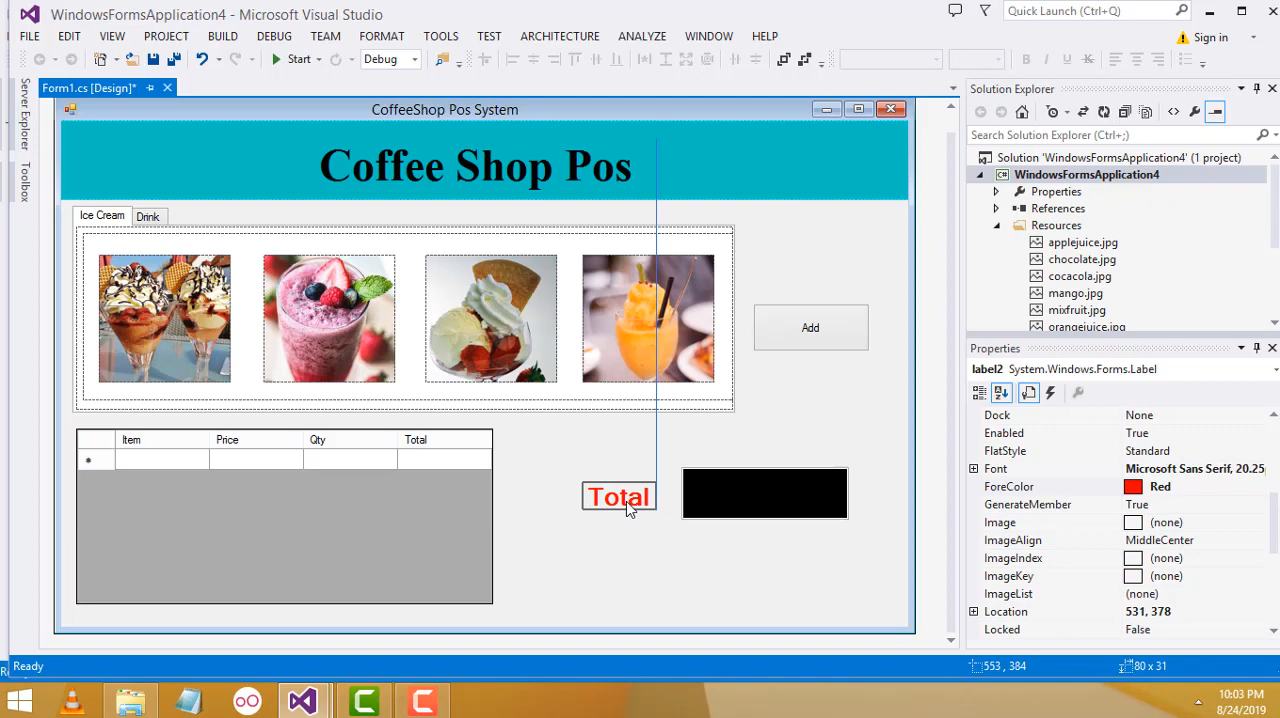 WindowsFormsApplication4 - Microsoft Visual Studio
Quick Launch (Ctrl+Q)
FILE EDIT VIEW PROJECT BUILD DEBUG TEAM FORMAT TOOLS TEST ARCHITECTURE ANALYZE WINDOW HELP
Sign in
Start
Debug
Form1.cs [Design]*
Server Explorer
Toolbox
CoffeeShop Pos System
Coffee Shop Pos
Ice Cream Drink
Add
Item Price Qty Total
Total
Solution Explorer
Search Solution Explorer (Ctrl+;)
Solution 'WindowsFormsApplication4' (1 project)
WindowsFormsApplication4
Properties
References
Resources
applejuice.jpg
chocolate.jpg
cocacola.jpg
mango.jpg
mixfruit.jpg
orangejuice.jpg
Properties
label2 System.Windows.Forms.Label
Dock None
Enabled True
FlatStyle Standard
Font Microsoft Sans Serif, 20.25
ForeColor Red
GenerateMember True
Image (none)
ImageAlign MiddleCenter
ImageIndex (none)
ImageKey (none)
ImageList (none)
Location 531, 378
Locked False
Ready
553 , 384
80 x 31
10:03 PM
8/24/2019